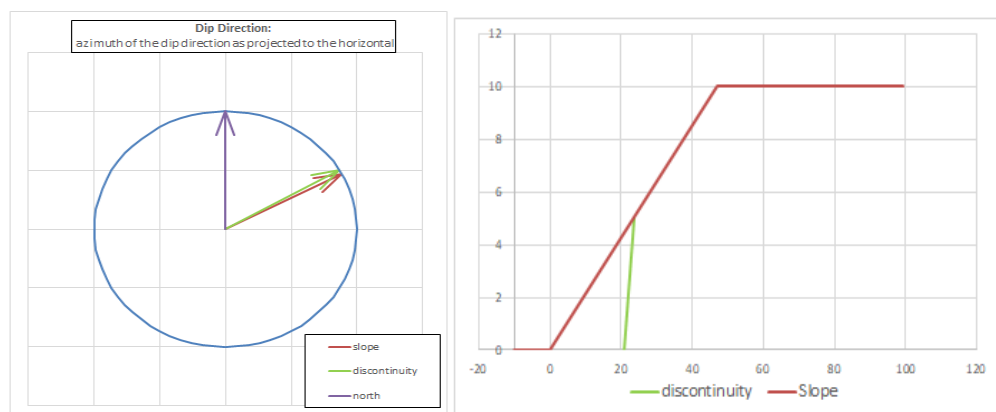 Dip Direction:
azimuth of the dip direction as projected to the horizontal
slope
discontinuity
north
12
10
8
6
4
2
0
-20 0 20 40 60 80 100 120
discontinuity Slope